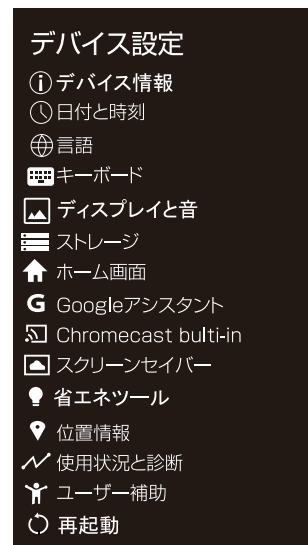 デバイス設定
デバイス情報
日付と時刻
言語
キーボード
ディスプレイと音
ストレージ
ホーム画面
Googleアシスタント
Chromecast bulti-in
スクリーンセイバー
省エネツール
位置情報
使用状況と診断
ユーザー補助
再起動